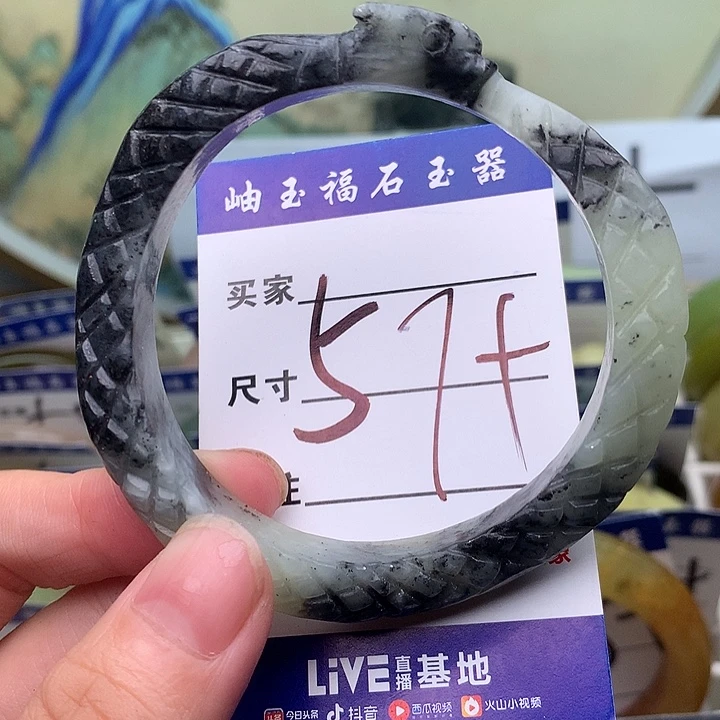 岫玉福石玉器
买家
尺寸 57+
注
LiVE直播基地
今日头条 抖音 西瓜视频 火山小视频